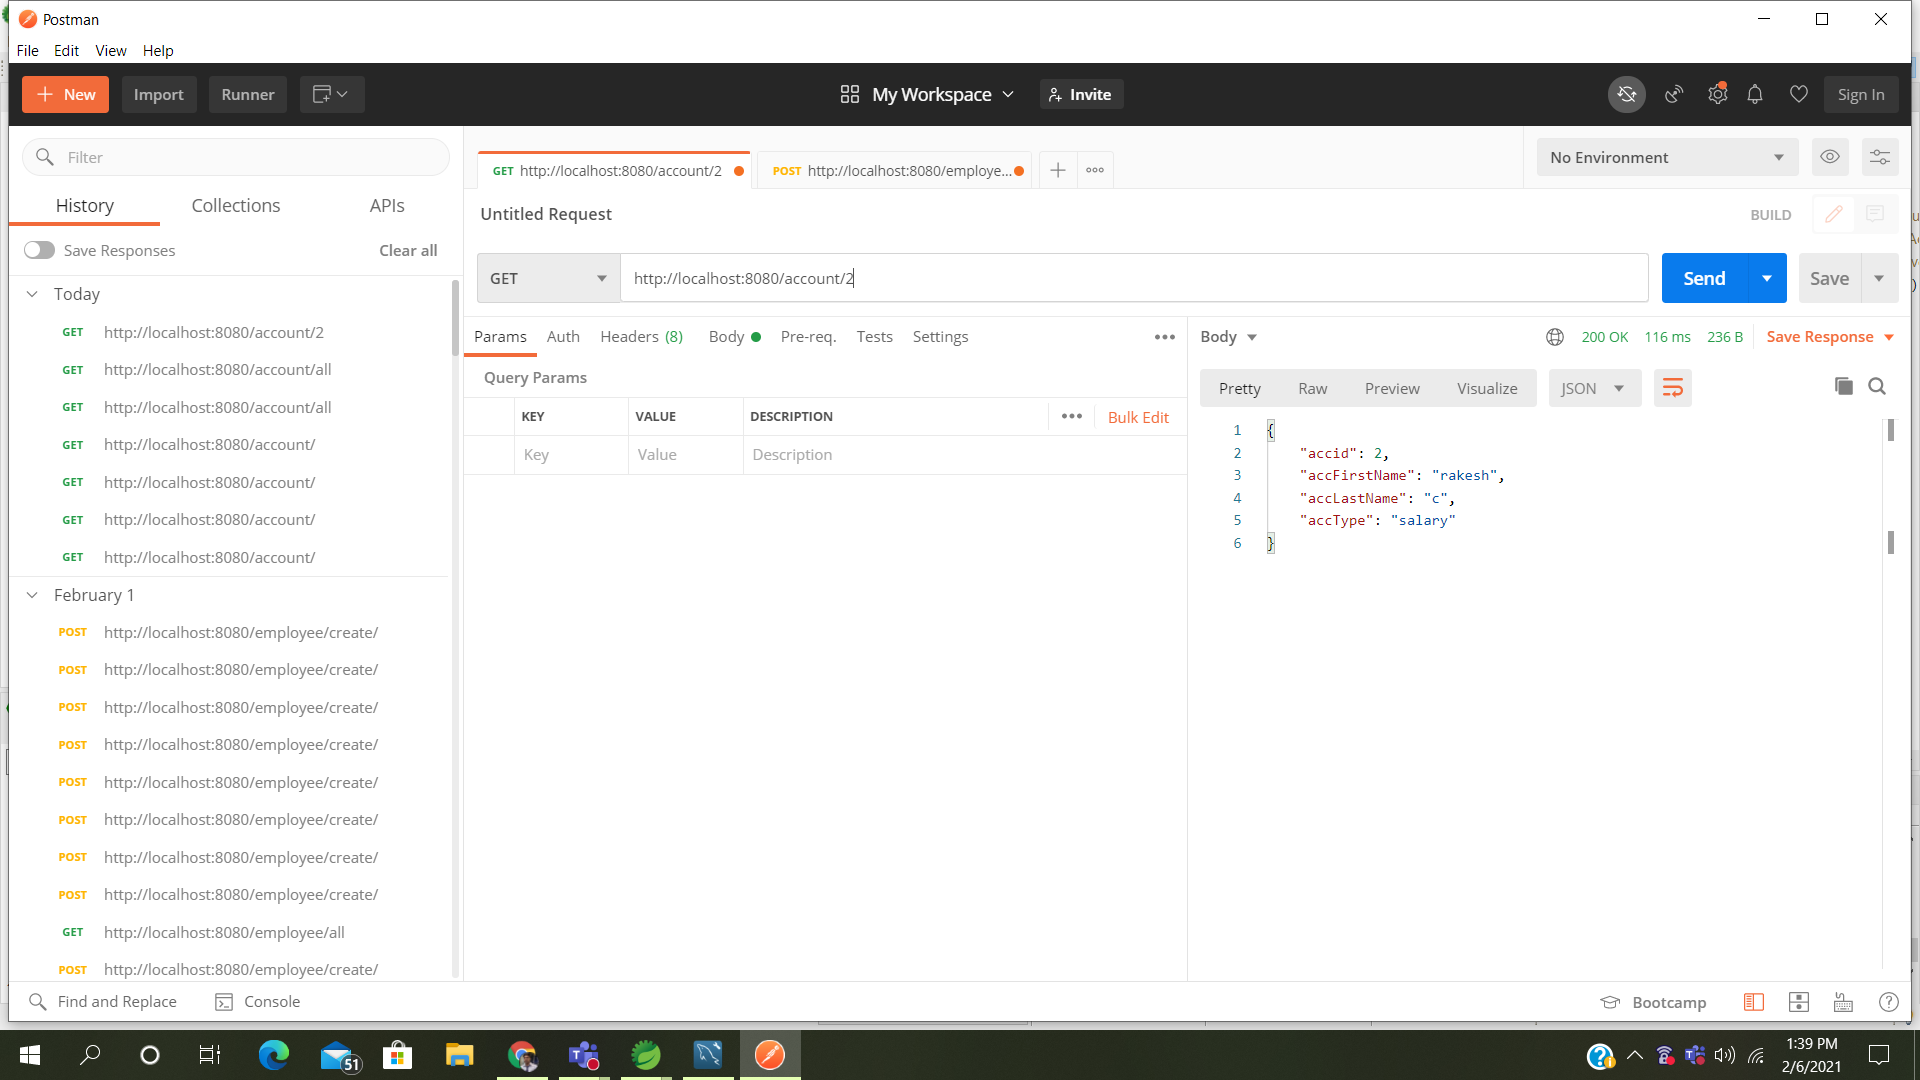 Postman
File Edit View Help
New Import Runner My Workspace Invite Sign In
Filter
History Collections APIs
Save Responses Clear all
Today
GET http://localhost:8080/account/2
GET http://localhost:8080/account/all
GET http://localhost:8080/account/all
GET http://localhost:8080/account/
GET http://localhost:8080/account/
GET http://localhost:8080/account/
GET http://localhost:8080/account/
February 1
POST http://localhost:8080/employee/create/
POST http://localhost:8080/employee/create/
POST http://localhost:8080/employee/create/
POST http://localhost:8080/employee/create/
POST http://localhost:8080/employee/create/
POST http://localhost:8080/employee/create/
POST http://localhost:8080/employee/create/
POST http://localhost:8080/employee/create/
GET http://localhost:8080/employee/all
POST http://localhost:8080/employee/create/
GET http://localhost:8080/account/2 POST http://localhost:8080/employe... No Environment
Untitled Request BUILD
GET http://localhost:8080/account/2 Send Save
Params Auth Headers (8) Body Pre-req. Tests Settings
Query Params
KEY VALUE DESCRIPTION Bulk Edit
Key Value Description
Body 200 OK 116 ms 236 B Save Response
Pretty Raw Preview Visualize JSON
1 {
2 "accid": 2,
3 "accFirstName": "rakesh",
4 "accLastName": "c",
5 "accType": "salary"
6 }
Find and Replace Console Bootcamp
51
1:39 PM
2/6/2021